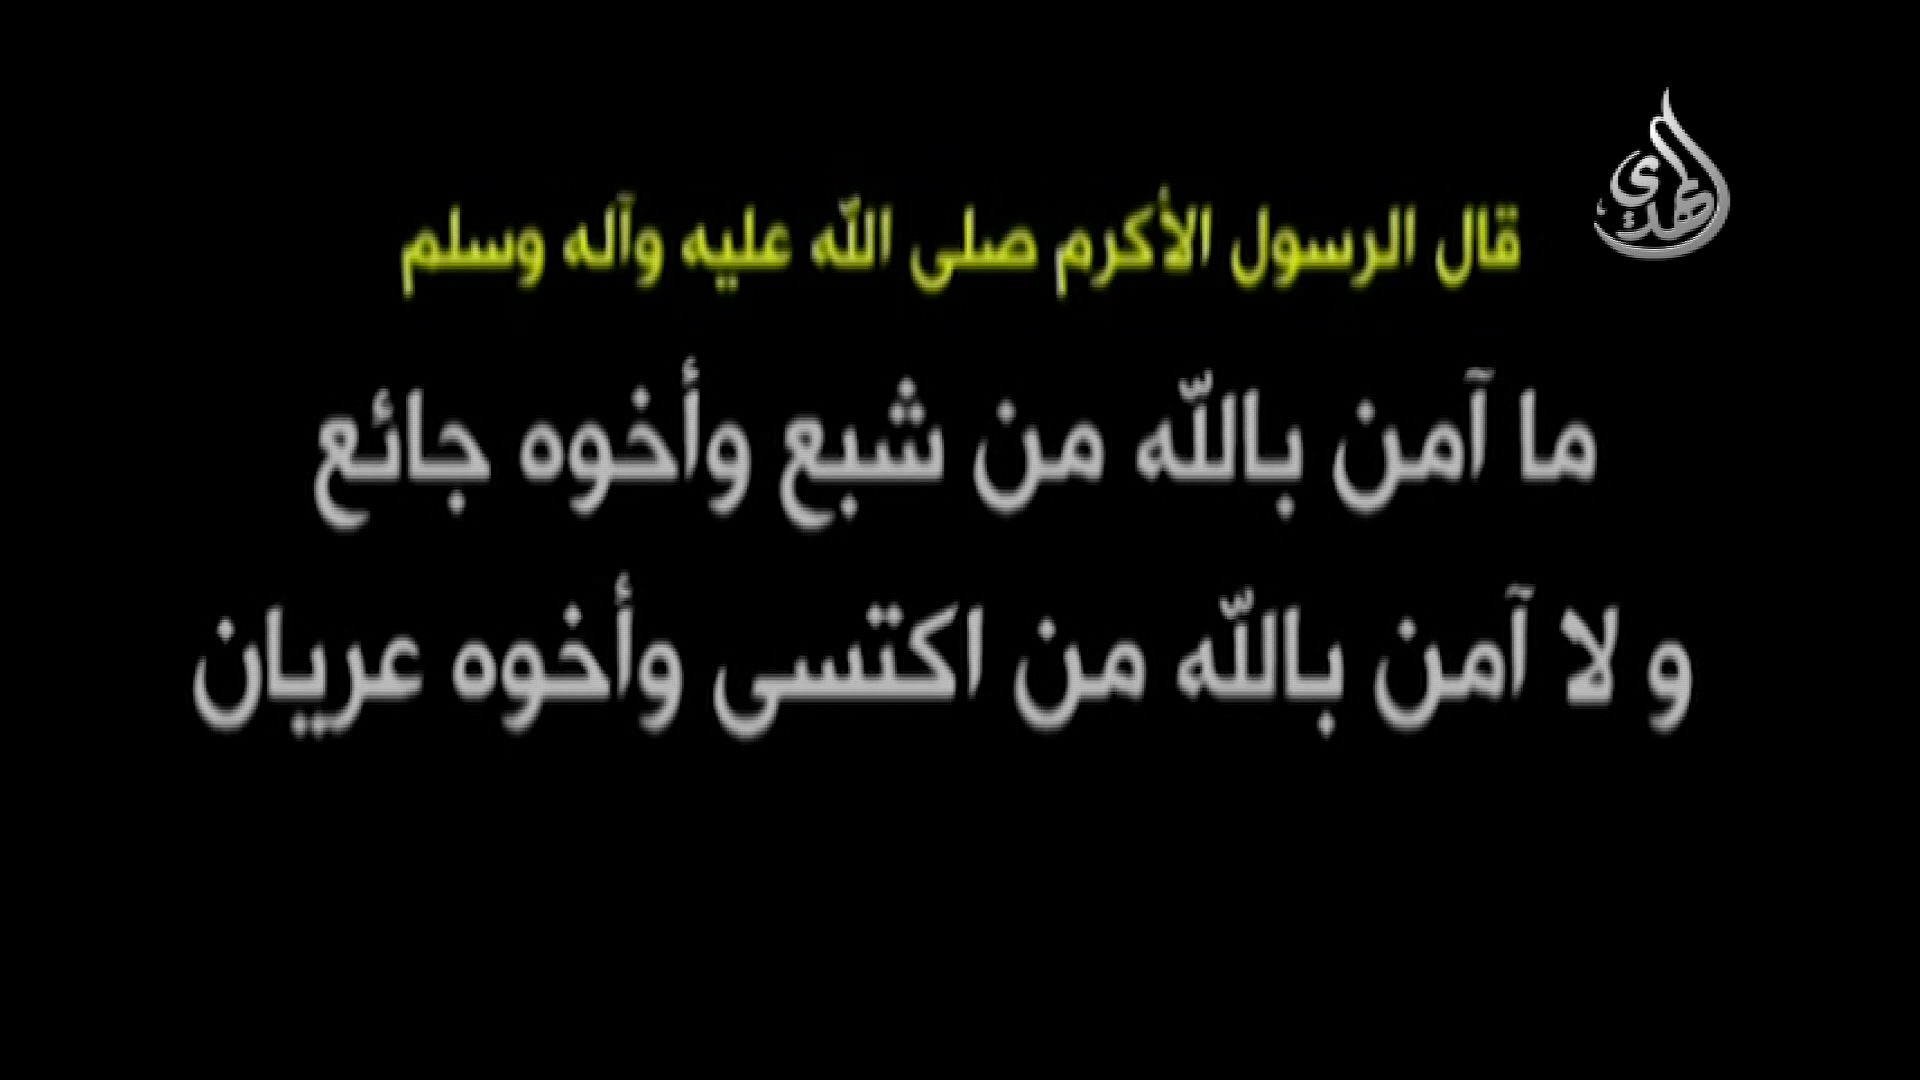 المهدي
قال الرسول الأكرم صلى الله عليه وآله وسلم
ما آمن بالله من شبع وأخوه جائع
و لا آمن بالله من اكتسى وأخوه عريان